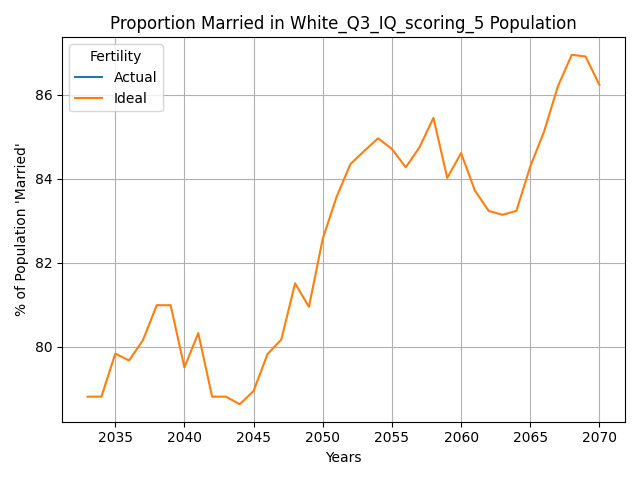 Proportion Married in White_Q3_IQ_scoring_5 Population
Fertility
Actual
Ideal
% of Population 'Married'
86
84
82
80
2035 2040 2045 2050 2055 2060 2065 2070
Years